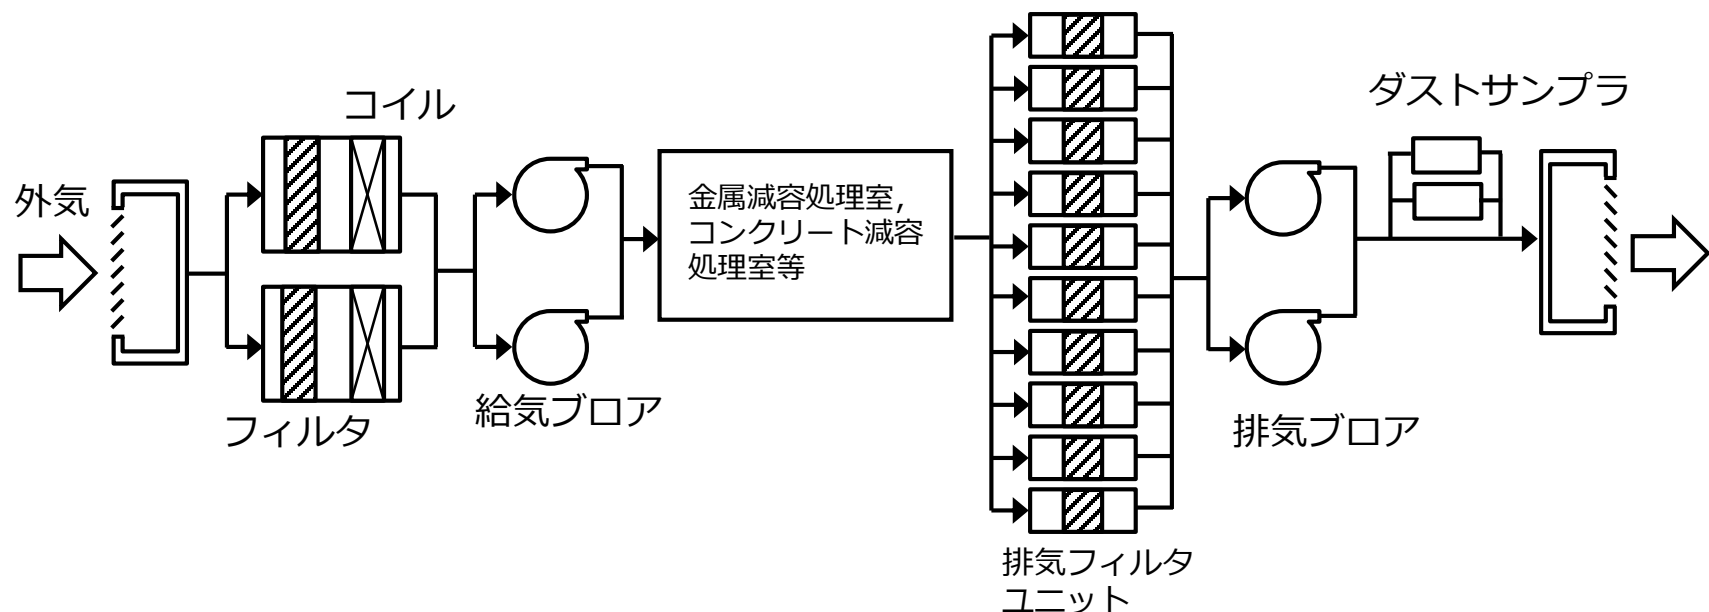 外気
コイル
フィルタ
給気ブロア
金属減容処理室,
コンクリート減容
処理室等
排気フィルタ
ユニット
排気ブロア
ダストサンプラ